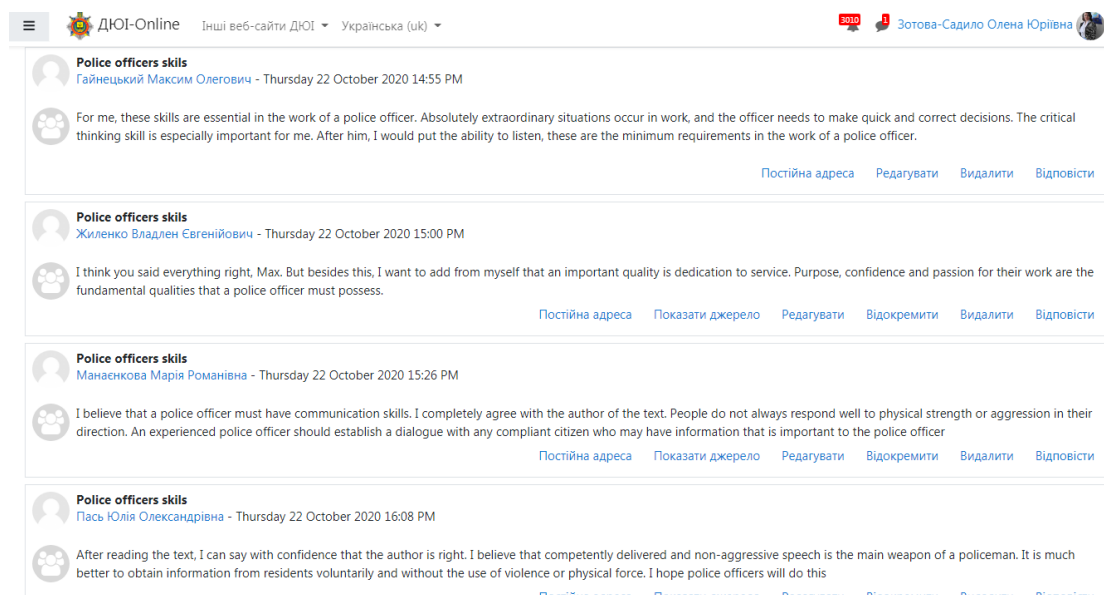 ДЮІ-Online Інші веб-сайти ДЮІ Українська (uk) 3010 1 Зотова-Садило Олена Юріївна
Police officers skils
Гайнецький Максим Олегович - Thursday 22 October 2020 14:55 PM
For me, these skills are essential in the work of a police officer. Absolutely extraordinary situations occur in work, and the officer needs to make quick and correct decisions. The critical
thinking skill is especially important for me. After him, I would put the ability to listen, these are the minimum requirements in the work of a police officer.
Постійна адреса Редагувати Видалити Відповісти
Police officers skils
Жиленко Владлен Євгенійович - Thursday 22 October 2020 15:00 PM
I think you said everything right, Max. But besides this, I want to add from myself that an important quality is dedication to service. Purpose, confidence and passion for their work are the
fundamental qualities that a police officer must possess.
Постійна адреса Показати джерело Редагувати Відокремити Видалити Відповісти
Police officers skils
Манаєнкова Марія Романівна - Thursday 22 October 2020 15:26 PM
I believe that a police officer must have communication skills. I completely agree with the author of the text. People do not always respond well to physical strength or aggression in their
direction. An experienced police officer should establish a dialogue with any compliant citizen who may have information that is important to the police officer
Постійна адреса Показати джерело Редагувати Відокремити Видалити Відповісти
Police officers skils
Пась Юлія Олександрівна - Thursday 22 October 2020 16:08 PM
After reading the text, I can say with confidence that the author is right. I believe that competently delivered and non-aggressive speech is the main weapon of a policeman. It is much
better to obtain information from residents voluntarily and without the use of violence or physical force. I hope police officers will do this